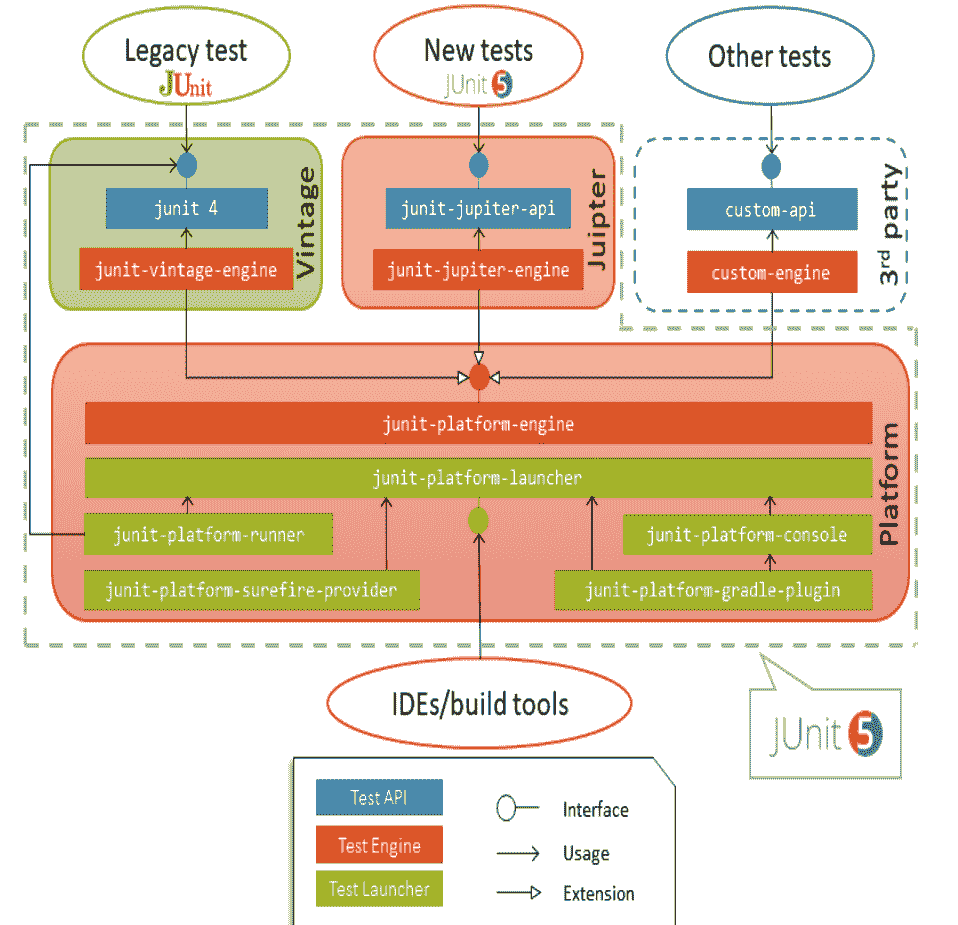 Legacy test
JUnit
New tests
JUnit 5
Other tests
junit 4
junit-vintage-engine
Vintage
junit-jupiter-api
junit-jupiter-engine
Juipter
custom-api
custom-engine
3rd party
junit-platform-engine
junit-platform-launcher
junit-platform-runner
junit-platform-console
junit-platform-surefire-provider
junit-platform-gradle-plugin
Platform
IDEs/build tools
JUnit 5
Test API
Interface
Test Engine
Usage
Test Launcher
Extension